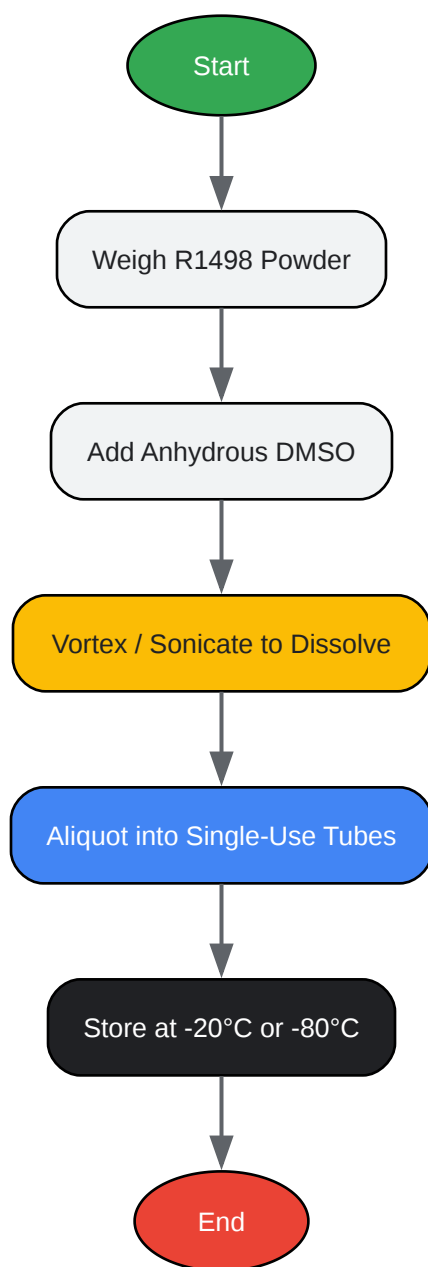 Start
Weigh R1498 Powder
Add Anhydrous DMSO
Vortex / Sonicate to Dissolve
Aliquot into Single-Use Tubes
Store at -20°C or -80°C
End